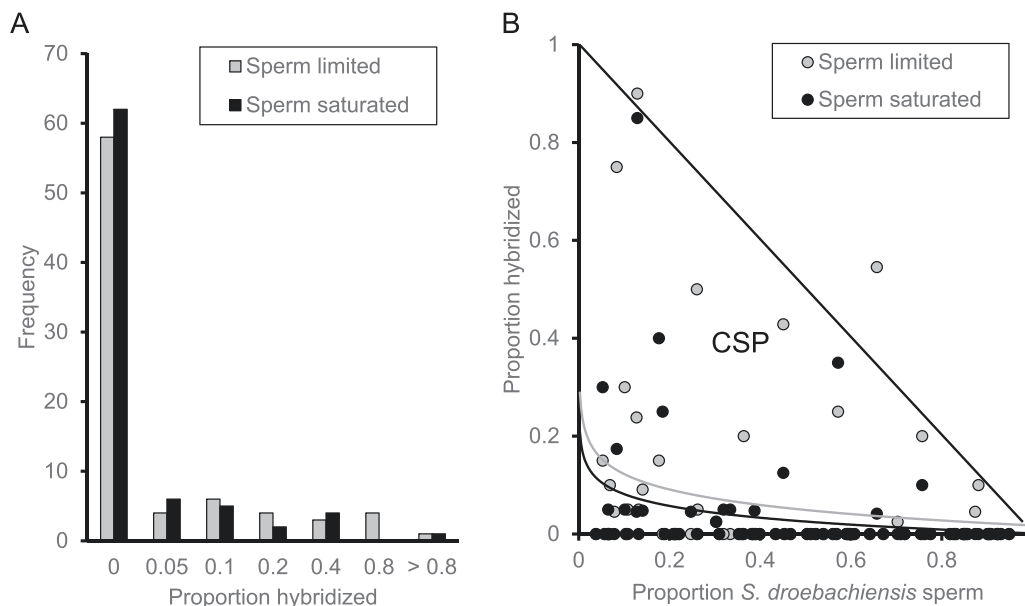 A
70
60
50
40
30
20
10
0
Frequency
Sperm limited
Sperm saturated
0 0.05 0.1 0.2 0.4 0.8 > 0.8
Proportion hybridized
B
1
0.8
0.6
0.4
0.2
0
Proportion hybridized
Sperm limited
Sperm saturated
CSP
0 0.2 0.4 0.6 0.8
Proportion S. droebachiensis sperm